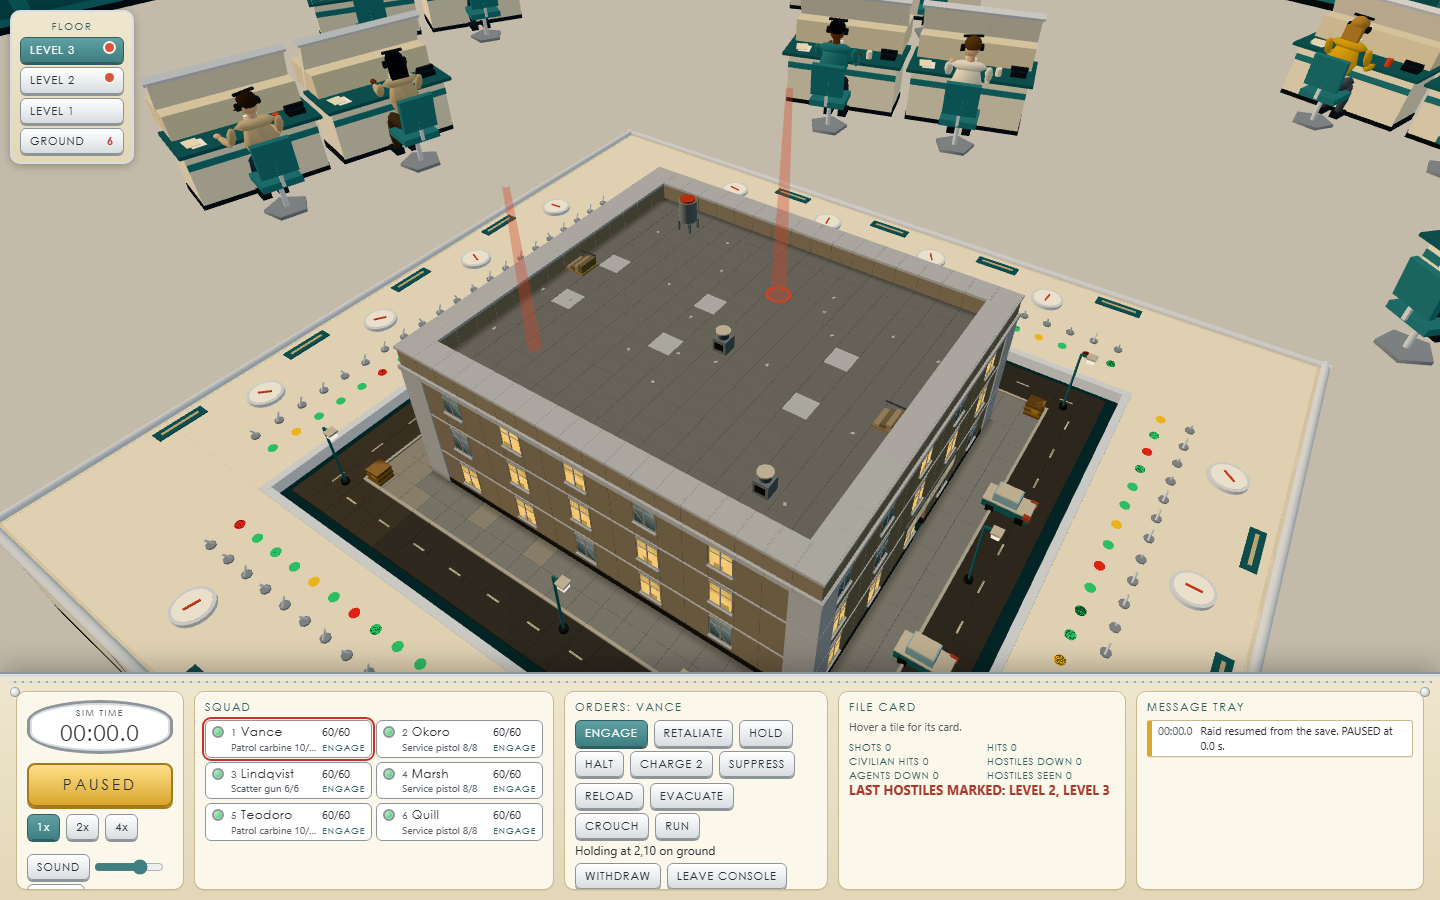 FLOOR
LEVEL 3
LEVEL 2
LEVEL 1
GROUND 6
SIM TIME
00:00.0
PAUSED
1x 2x 4x
SOUND
SQUAD
1 Vance 60/60
Patrol carbine 10/... ENGAGE
2 Okoro 60/60
Service pistol 8/8 ENGAGE
3 Lindqvist 60/60
Scatter gun 6/6 ENGAGE
4 Marsh 60/60
Service pistol 8/8 ENGAGE
5 Teodoro 60/60
Patrol carbine 10/... ENGAGE
6 Quill 60/60
Service pistol 8/8 ENGAGE
ORDERS: VANCE
ENGAGE RETALIATE HOLD
HALT CHARGE 2 SUPPRESS
RELOAD EVACUATE
CROUCH RUN
Holding at 2,10 on ground
WITHDRAW LEAVE CONSOLE
FILE CARD
Hover a tile for its card.
SHOTS 0 HITS 0
CIVILIAN HITS 0 HOSTILES DOWN 0
AGENTS DOWN 0 HOSTILES SEEN 0
LAST HOSTILES MARKED: LEVEL 2, LEVEL 3
MESSAGE TRAY
00:00.0 Raid resumed from the save. PAUSED at
0.0 s.